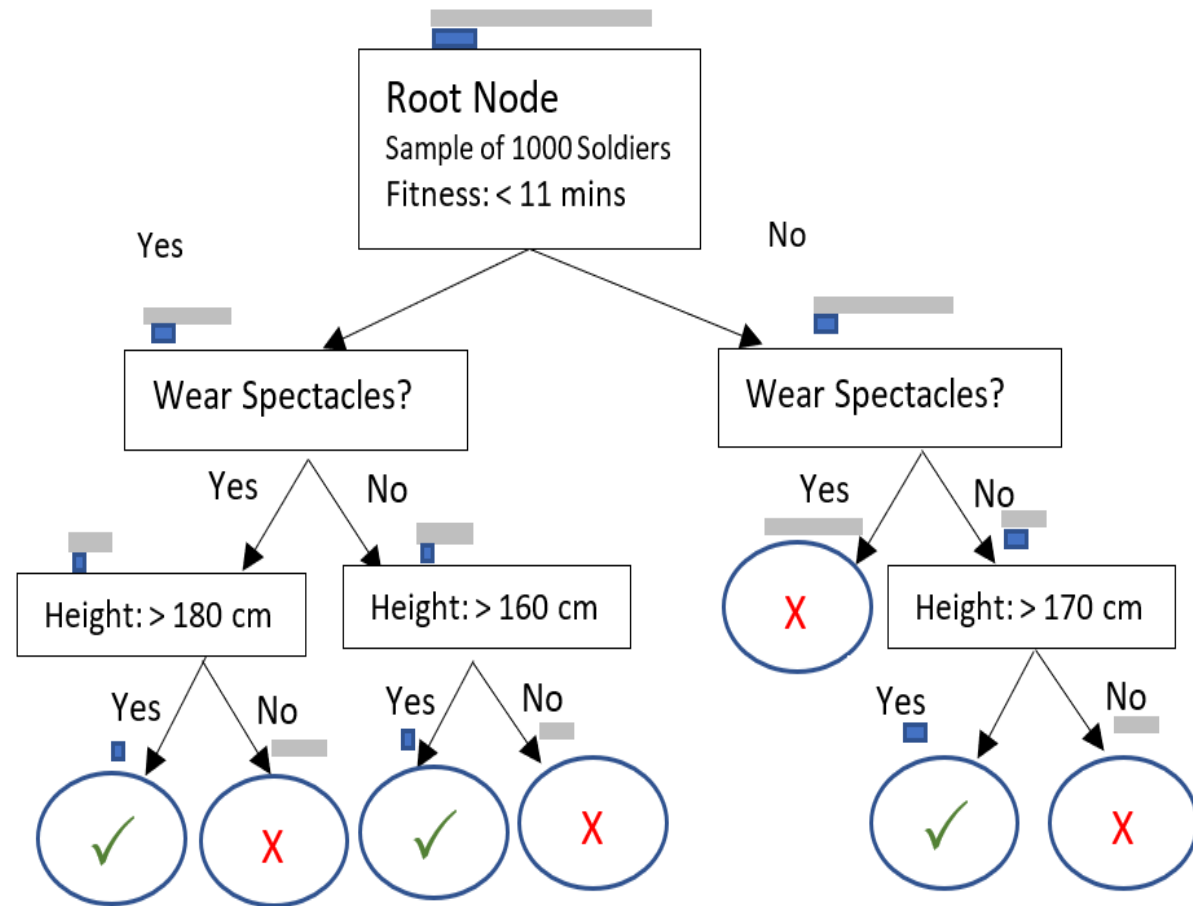 Root Node
Sample of 1000 Soldiers
Fitness: < 11 mins
Yes
No
Wear Spectacles?
Wear Spectacles?
Yes
No
Yes
No
Height: > 180 cm
Height: > 160 cm
X
Height: > 170 cm
Yes
No
Yes
No
Yes
No
✓
X
✓
X
✓
X